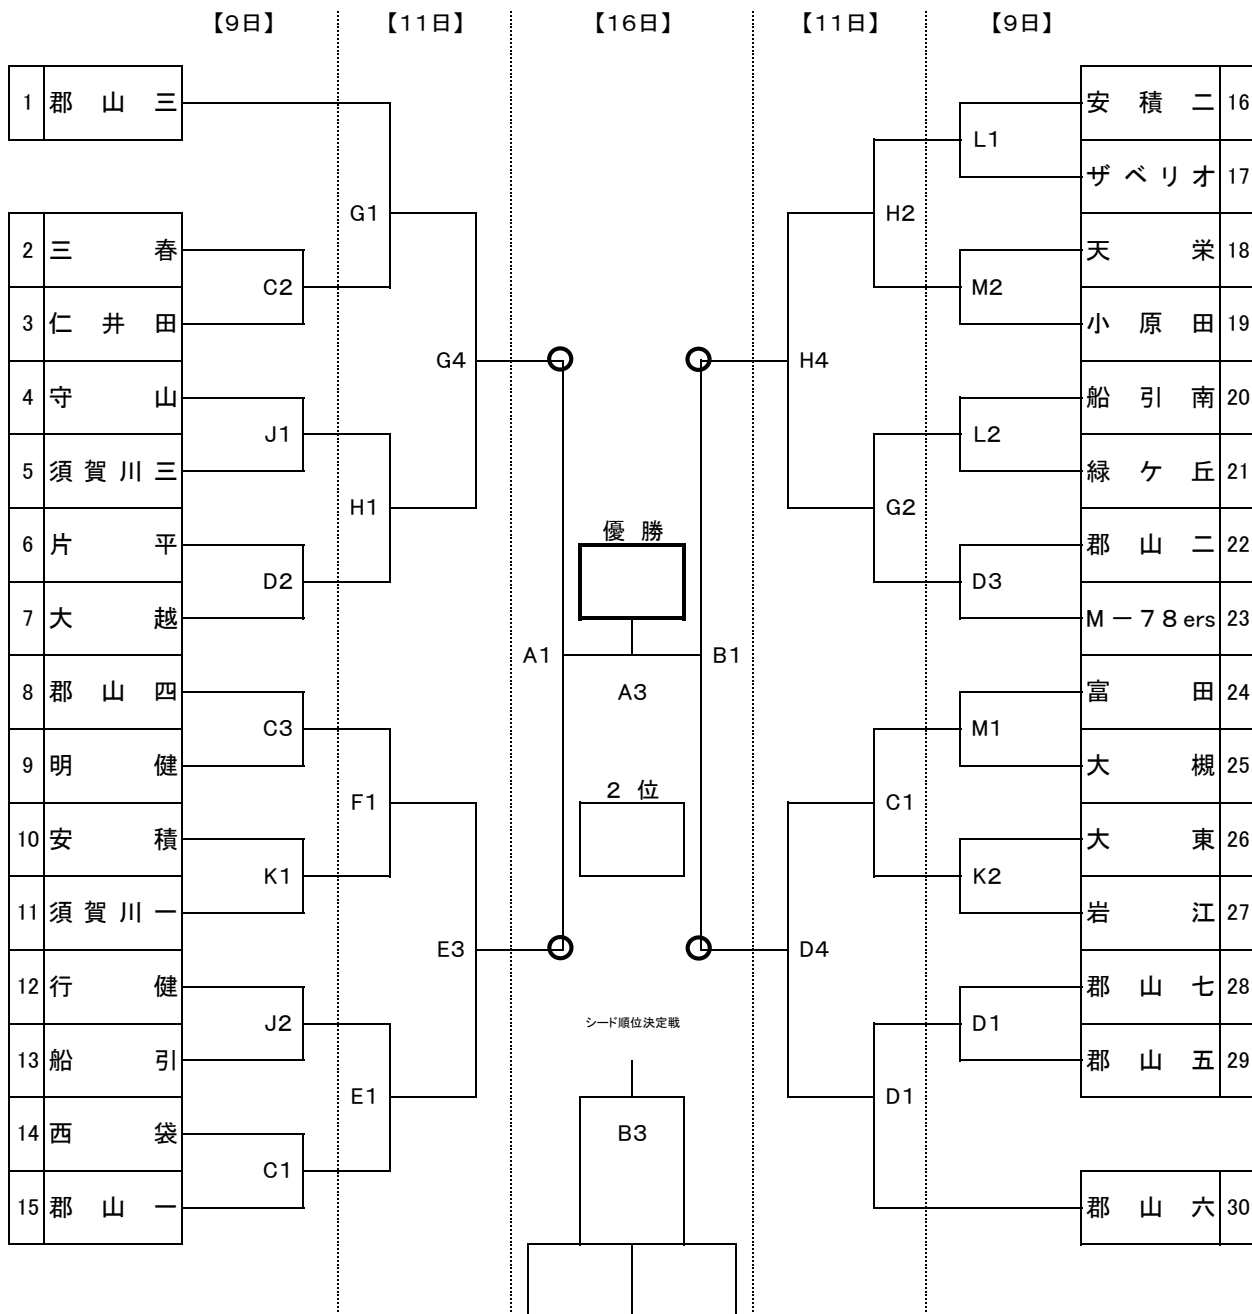 【9日】 【11日】 【16日】 【11日】 【9日】
1 郡山三
2 三春
3 仁井田
4 守山
5 須賀川三
6 片平
7 大越
8 郡山四
9 明健
10 安積
11 須賀川一
12 行健
13 船引
14 西袋
15 郡山一
C2
J1
D2
C3
K1
J2
C1
G1
H1
F1
E1
G4
E3
A1
優勝
A3
2位
シード順位決定戦
B3
B1
H4
D4
H2
G2
C1
D1
L1
M2
L2
D3
M1
K2
D1
安積二 16
ザベリオ 17
天栄 18
小原田 19
船引南 20
緑ケ丘 21
郡山二 22
M-78ers 23
富田 24
大槻 25
大東 26
岩江 27
郡山七 28
郡山五 29
郡山六 30